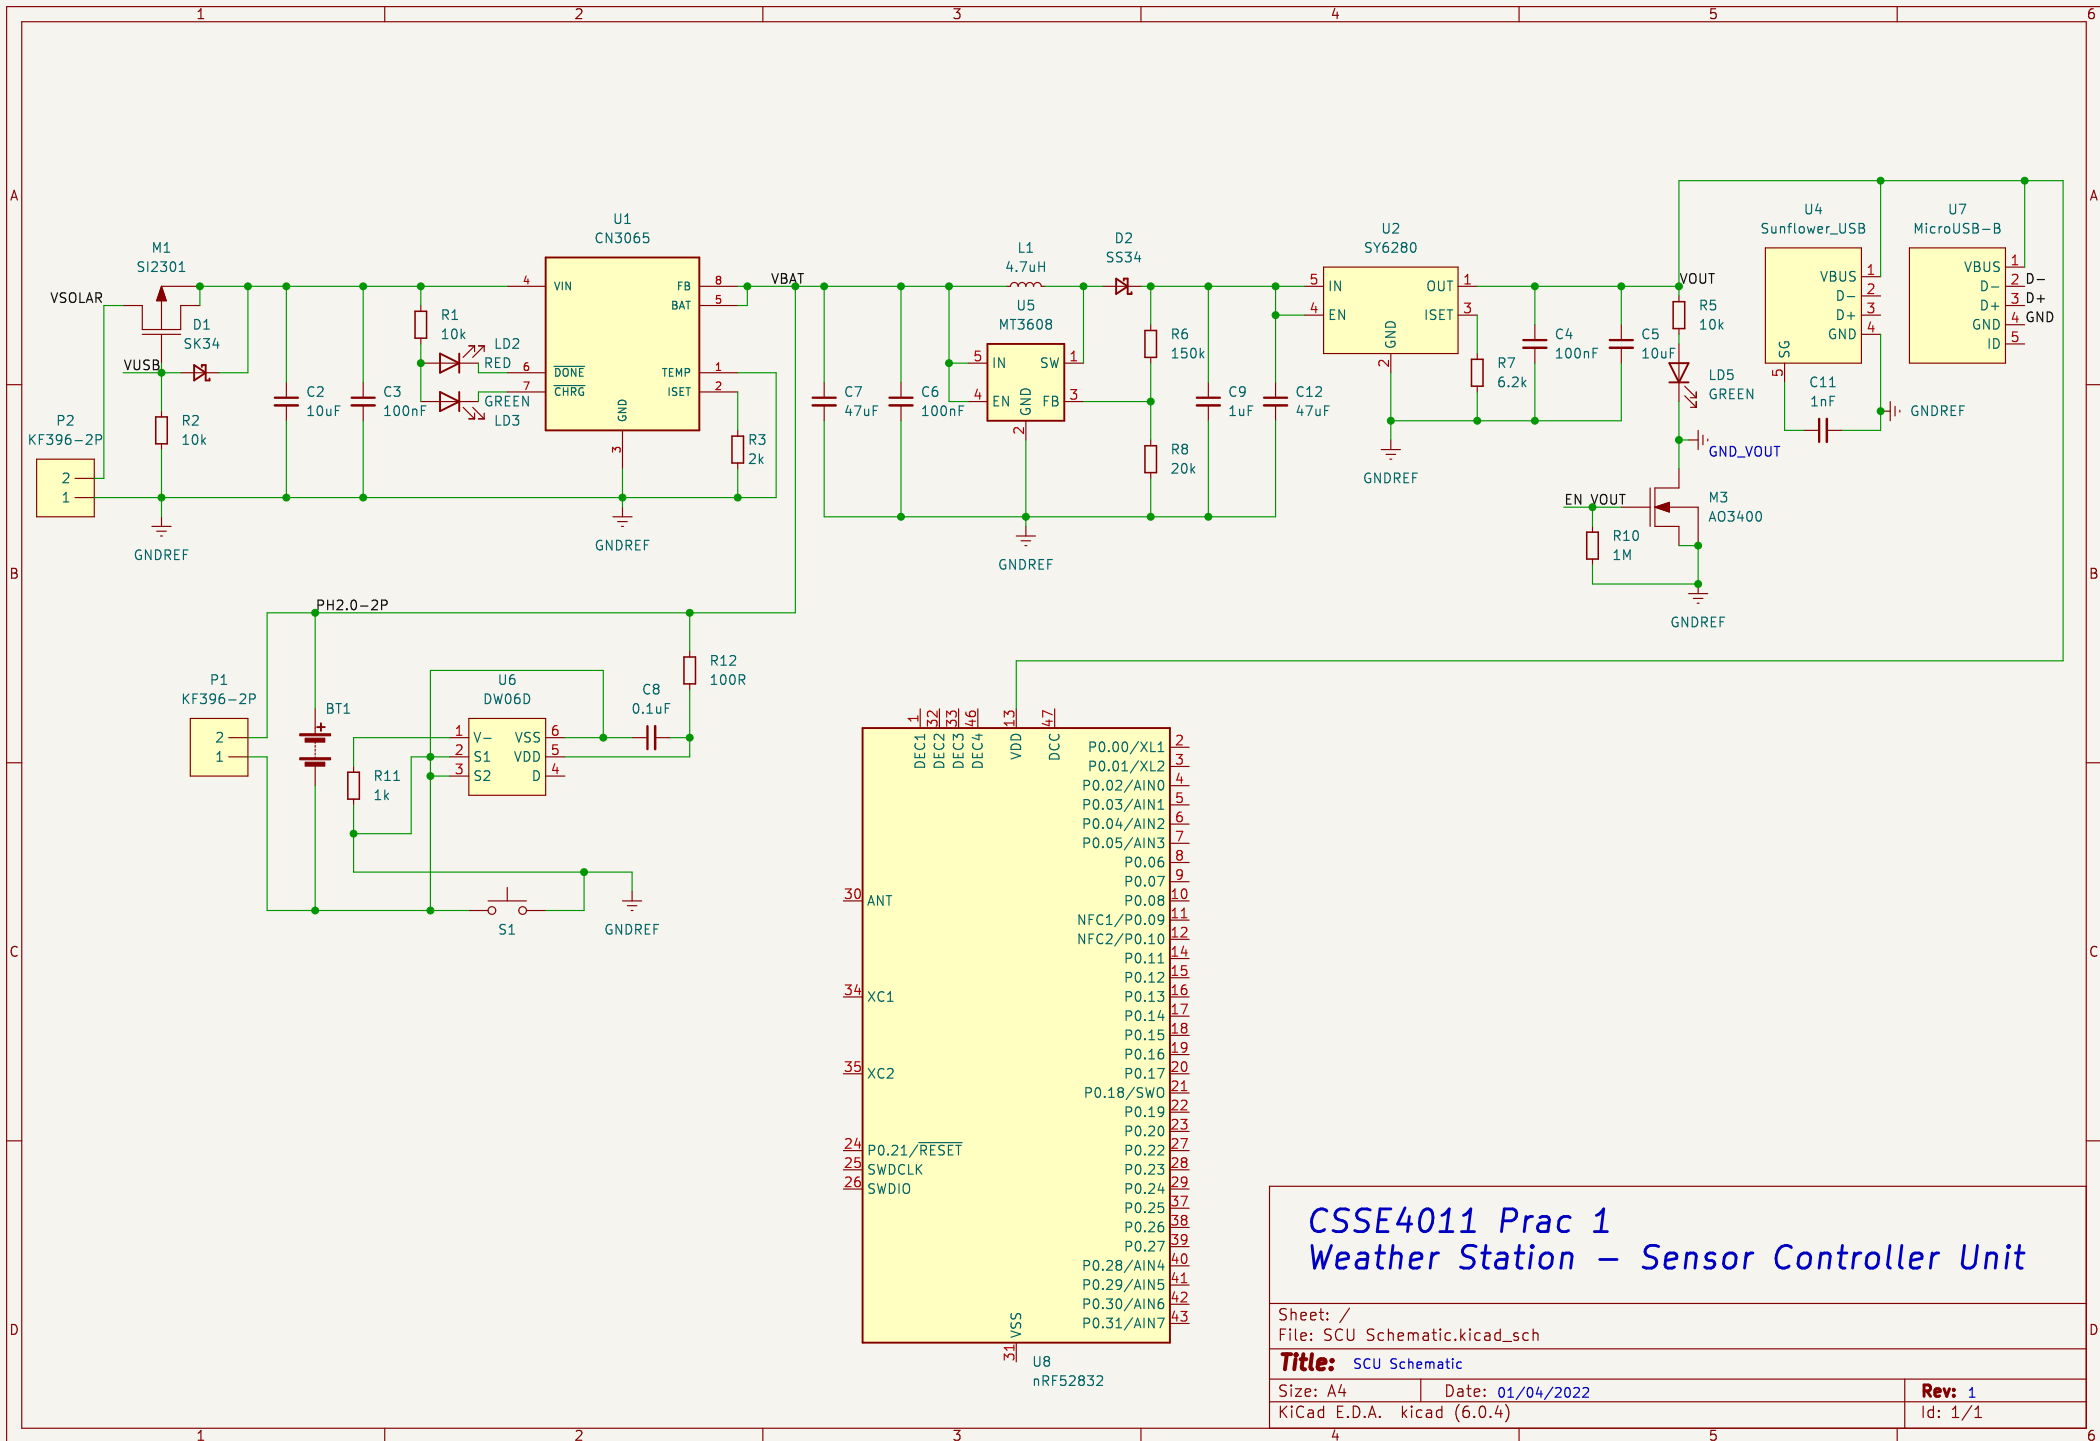 1 2 3 4 5 6
A A
B B
C C
D D
1 2 3 4 5 6
M1
SI2301
VSOLAR
D1
SK34
VUSB
P2
KF396-2P
2
1
R2
10k
GNDREF
C2
10uF
C3
100nF
R1
10k
LD2
RED
GREEN
LD3
U1
CN3065
4 VIN
6 DONE
7 CHRG
GND
3
FB 8
BAT 5
TEMP 1
ISET 2
GNDREF
R3
2k
VBAT
C7
47uF
C6
100nF
L1
4.7uH
U5
MT3608
5 IN
4 EN
SW 1
FB 3
GND
2
GNDREF
D2
SS34
R6
150k
R8
20k
C9
1uF
C12
47uF
U2
SY6280
5 IN
4 EN
OUT 1
ISET 3
GND
2
GNDREF
R7
6.2k
C4
100nF
C5
10uF
VOUT
R5
10k
LD5
GREEN
GND_VOUT
EN_VOUT
M3
AO3400
R10
1M
GNDREF
U4
Sunflower_USB
VBUS 1
D- 2
D+ 3
GND 4
SG
5
C11
1nF
GNDREF
U7
MicroUSB-B
VBUS 1
D- 2 D-
D+ 3 D+
GND 4 GND
ID 5
PH2.0-2P
P1
KF396-2P
2
1
BT1
+
R11
1k
U6
DW06D
1 V-
2 S1
3 S2
VSS 6
VDD 5
D 4
C8
0.1uF
R12
100R
S1
GNDREF
1 32 33 46 13 47
DEC1 DEC2 DEC3 DEC4 VDD DCC
P0.00/XL1 2
P0.01/XL2 3
P0.02/AIN0 4
P0.03/AIN1 5
P0.04/AIN2 6
P0.05/AIN3 7
P0.06 8
P0.07 9
30 ANT P0.08 10
NFC1/P0.09 11
NFC2/P0.10 12
P0.11 14
P0.12 15
34 XC1 P0.13 16
P0.14 17
P0.15 18
P0.16 19
35 XC2 P0.17 20
P0.18/SWO 21
P0.19 22
P0.20 23
24 P0.21/RESET P0.22 27
25 SWDCLK P0.23 28
26 SWDIO P0.24 29
P0.25 37
P0.26 38
P0.27 39
P0.28/AIN4 40
P0.29/AIN5 41
P0.30/AIN6 42
P0.31/AIN7 43
VSS
31
U8
nRF52832
CSSE4011 Prac 1
Weather Station - Sensor Controller Unit
Sheet: /
File: SCU Schematic.kicad_sch
Title: SCU Schematic
Size: A4 Date: 01/04/2022 Rev: 1
KiCad E.D.A. kicad (6.0.4) Id: 1/1